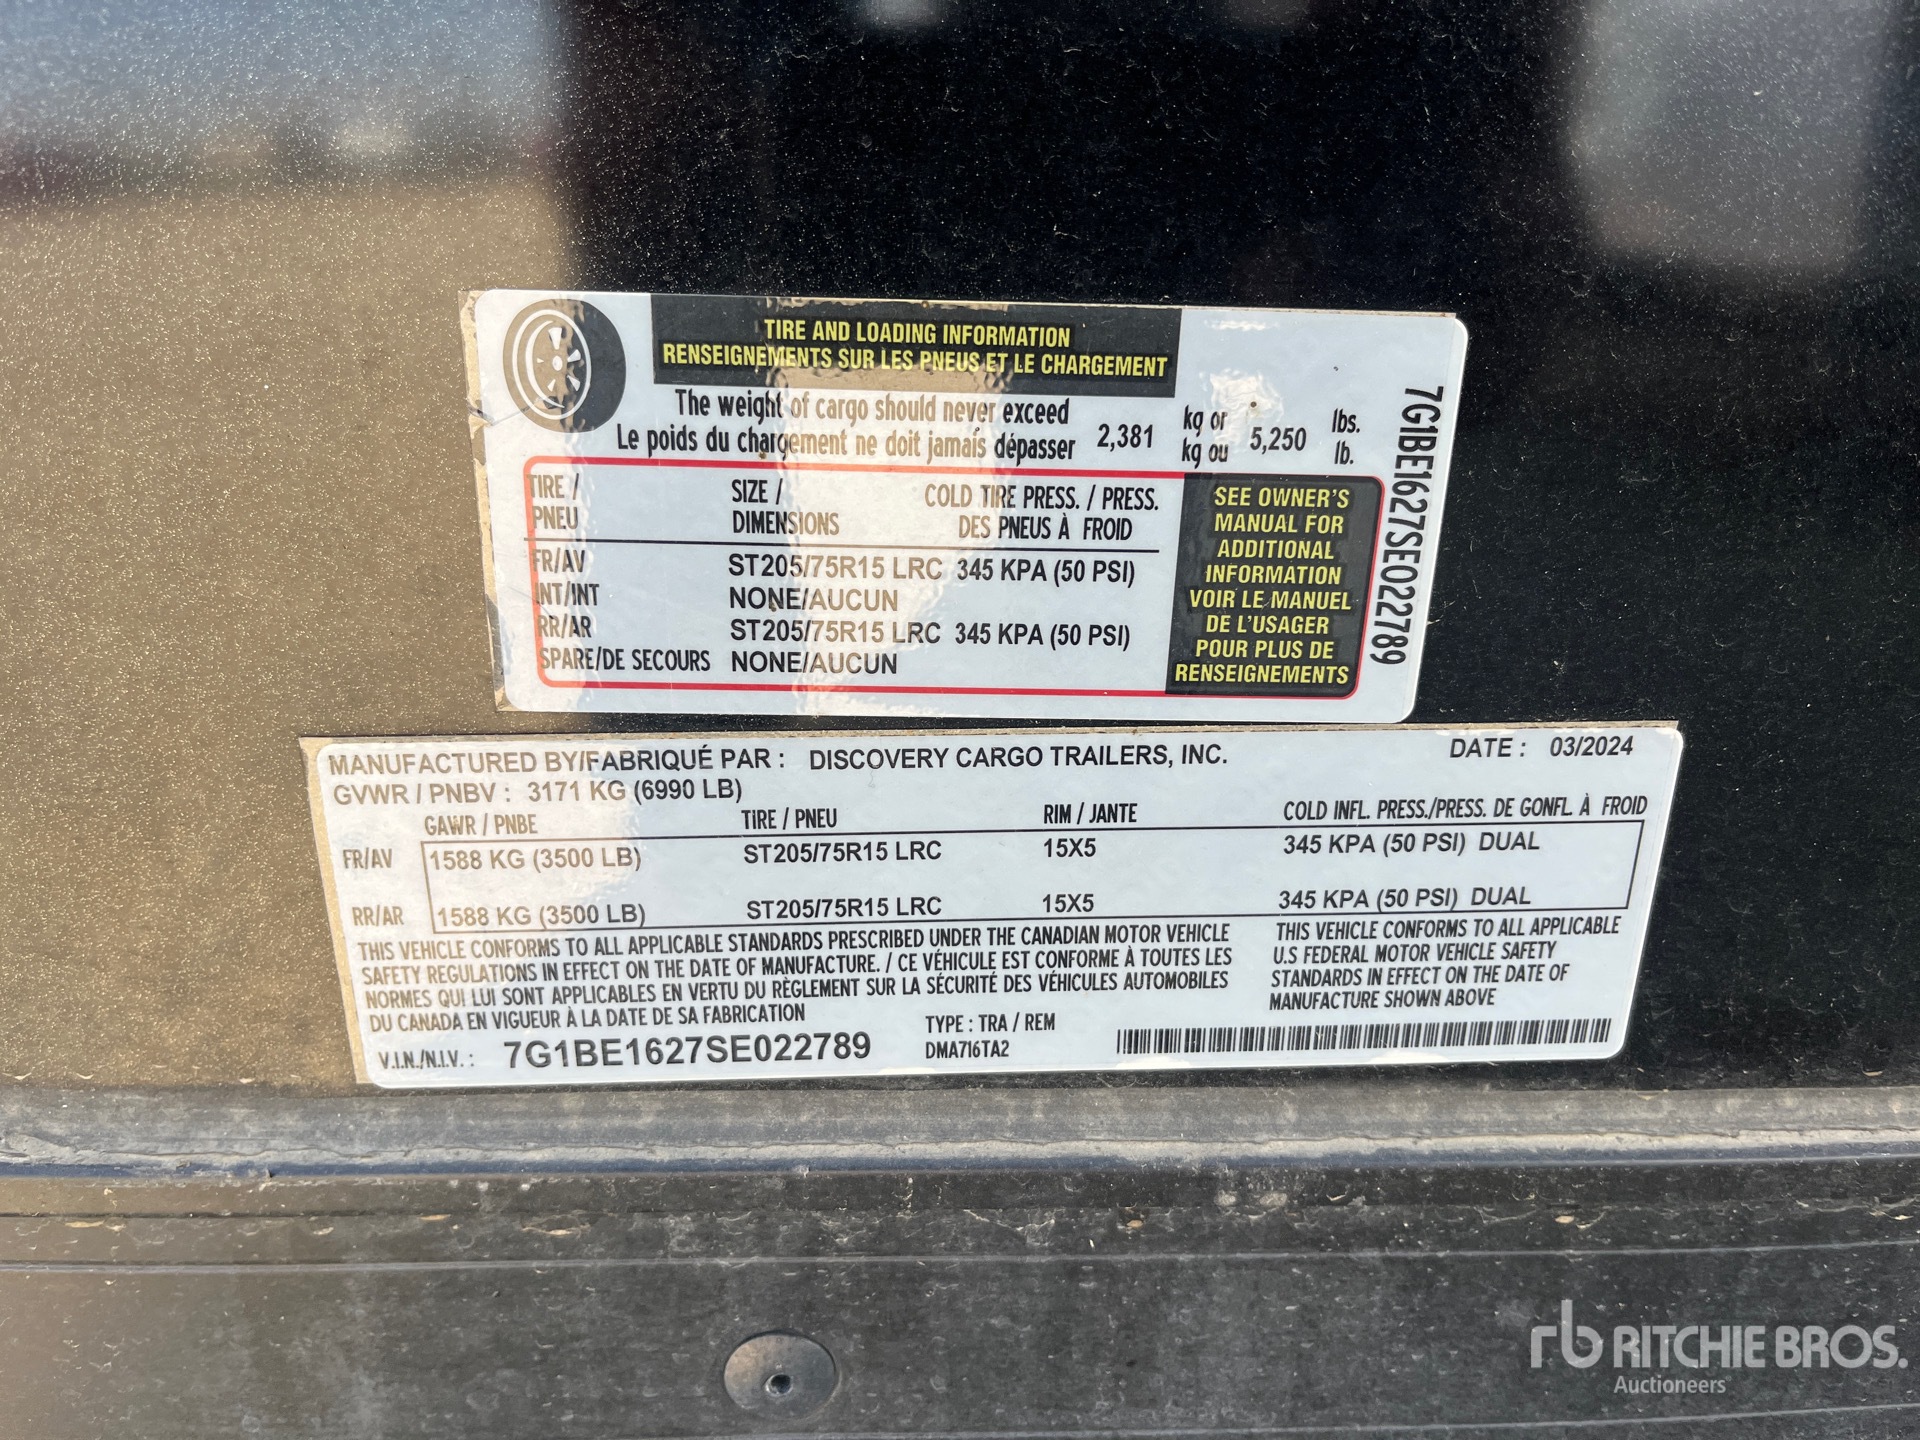 TIRE AND LOADING INFORMATION
RENSEIGNEMENTS SUR LES PNEUS ET LE CHARGEMENT
The weight of cargo should never exceed
Le poids du chargement ne doit jamais dépasser
2,381
kg or
kg ou
5,250
lbs.
lb.
TIRE / PNEU
SIZE / DIMENSIONS
COLD TIRE PRESS. / PRESS. DES PNEUS À FROID
FR/AV ST205/75R15 LRC 345 KPA (50 PSI)
INT/INT NONE/AUCUN
RR/AR ST205/75R15 LRC 345 KPA (50 PSI)
SPARE/DE SECOURS NONE/AUCUN
SEE OWNER'S
MANUAL FOR
ADDITIONAL
INFORMATION
VOIR LE MANUEL
DE L'USAGER
POUR PLUS DE
RENSEIGNEMENTS
7G1BE1627SE022789
MANUFACTURED BY/FABRIQUÉ PAR : DISCOVERY CARGO TRAILERS, INC. DATE : 03/2024
GVWR / PNBV : 3171 KG (6990 LB)
GAWR / PNBE TIRE / PNEU RIM / JANTE COLD INFL. PRESS./PRESS. DE GONFL. À FROID
FR/AV 1588 KG (3500 LB) ST205/75R15 LRC 15X5 345 KPA (50 PSI) DUAL
RR/AR 1588 KG (3500 LB) ST205/75R15 LRC 15X5 345 KPA (50 PSI) DUAL
THIS VEHICLE CONFORMS TO ALL APPLICABLE STANDARDS PRESCRIBED UNDER THE CANADIAN MOTOR VEHICLE
SAFETY REGULATIONS IN EFFECT ON THE DATE OF MANUFACTURE. / CE VÉHICULE EST CONFORME À TOUTES LES
NORMES QUI LUI SONT APPLICABLES EN VERTU DU RÈGLEMENT SUR LA SÉCURITÉ DES VÉHICULES AUTOMOBILES
DU CANADA EN VIGUEUR À LA DATE DE SA FABRICATION
THIS VEHICLE CONFORMS TO ALL APPLICABLE
U.S FEDERAL MOTOR VEHICLE SAFETY
STANDARDS IN EFFECT ON THE DATE OF
MANUFACTURE SHOWN ABOVE
V.I.N./N.I.V. : 7G1BE1627SE022789
TYPE : TRA / REM
DMA716TA2
rb RITCHIE BROS.
Auctioneers